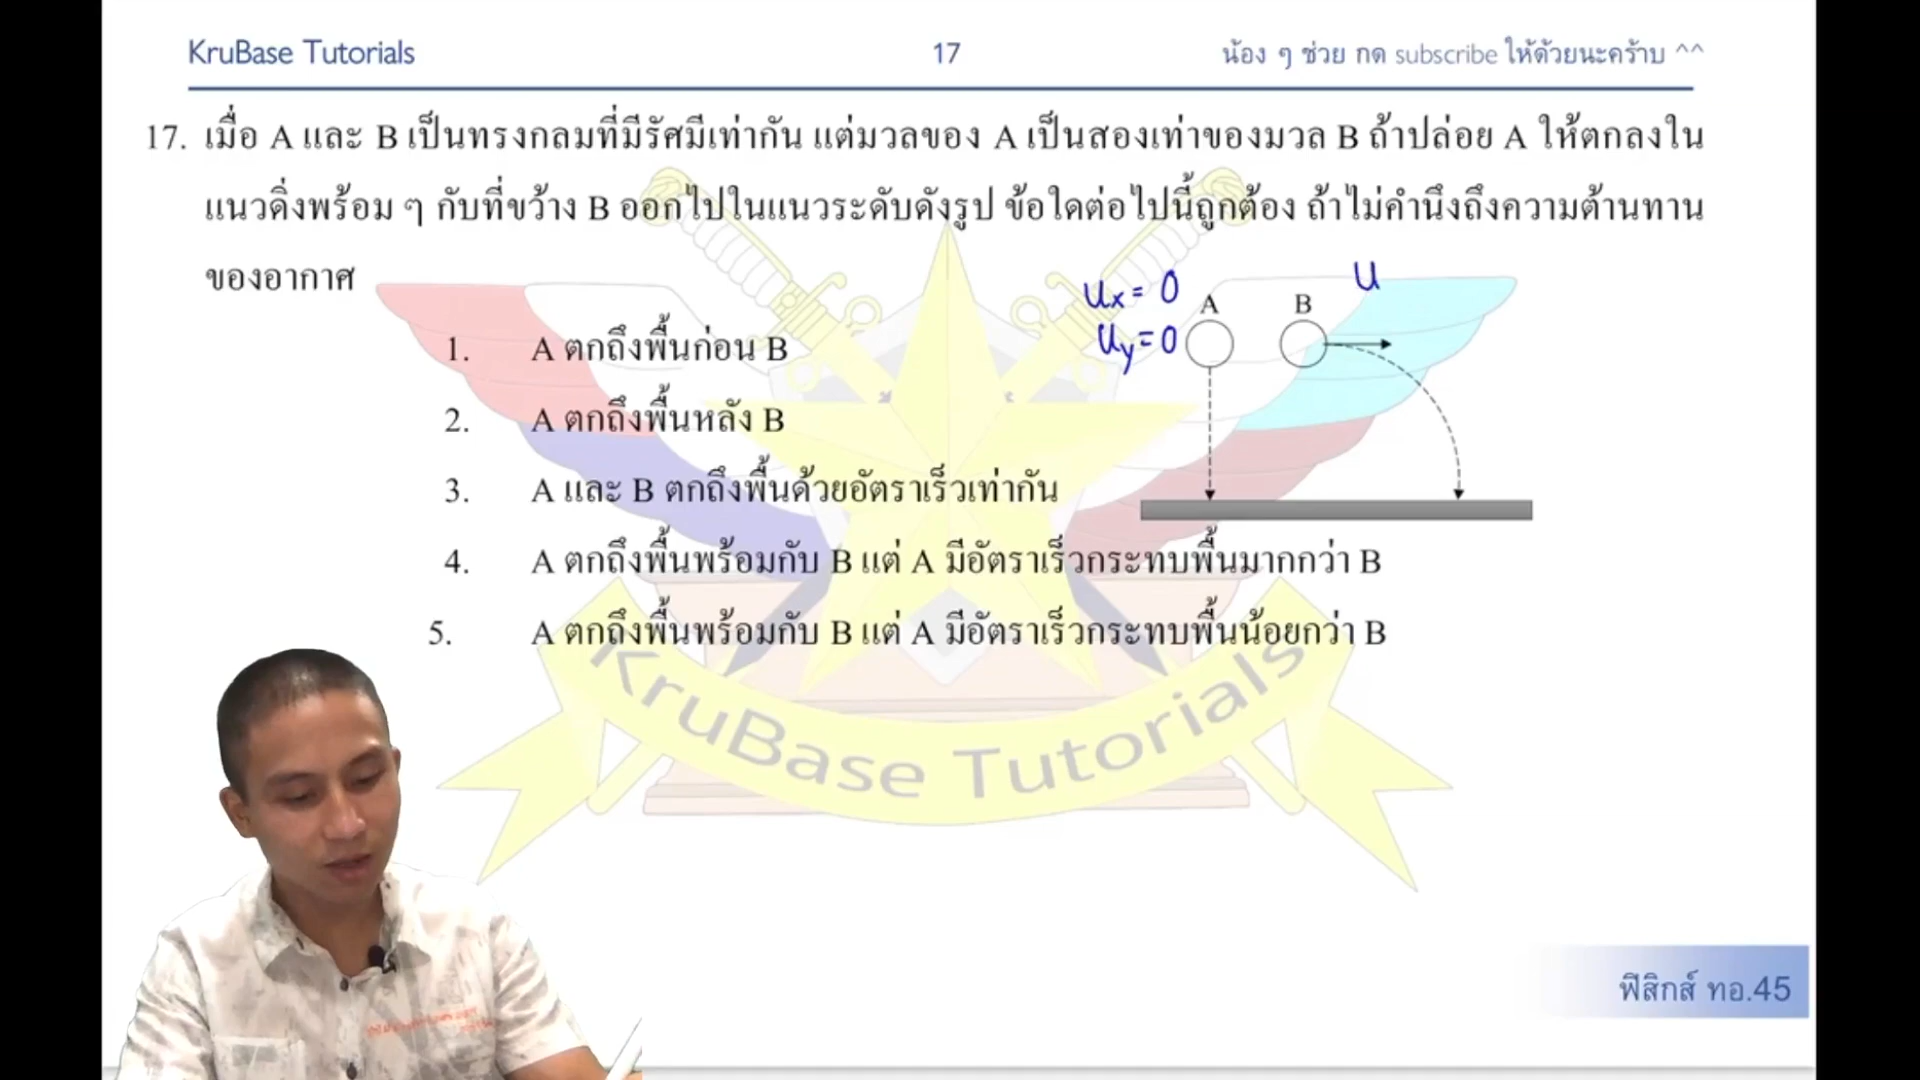 KruBase Tutorials 17 น้อง ๆ ช่วย กด subscribe ให้ด้วยนะคร้าบ ^^
17. เมื่อ A และ B เป็นทรงกลมที่มีรัศมีเท่ากัน แต่มวลของ A เป็นสองเท่าของมวล B ถ้าปล่อย A ให้ตกลงใน
แนวดิ่งพร้อม ๆ กับที่ขว้าง B ออกไปในแนวระดับดังรูป ข้อใดต่อไปนี้ถูกต้อง ถ้าไม่คำนึงถึงความต้านทาน
ของอากาศ
u
ux = 0 A B
uy = 0
1. A ตกถึงพื้นก่อน B
2. A ตกถึงพื้นหลัง B
3. A และ B ตกถึงพื้นด้วยอัตราเร็วเท่ากัน
4. A ตกถึงพื้นพร้อมกับ B แต่ A มีอัตราเร็วกระทบพื้นมากกว่า B
5. A ตกถึงพื้นพร้อมกับ B แต่ A มีอัตราเร็วกระทบพื้นน้อยกว่า B
KruBase Tutorials
ฟิสิกส์ ทอ.45